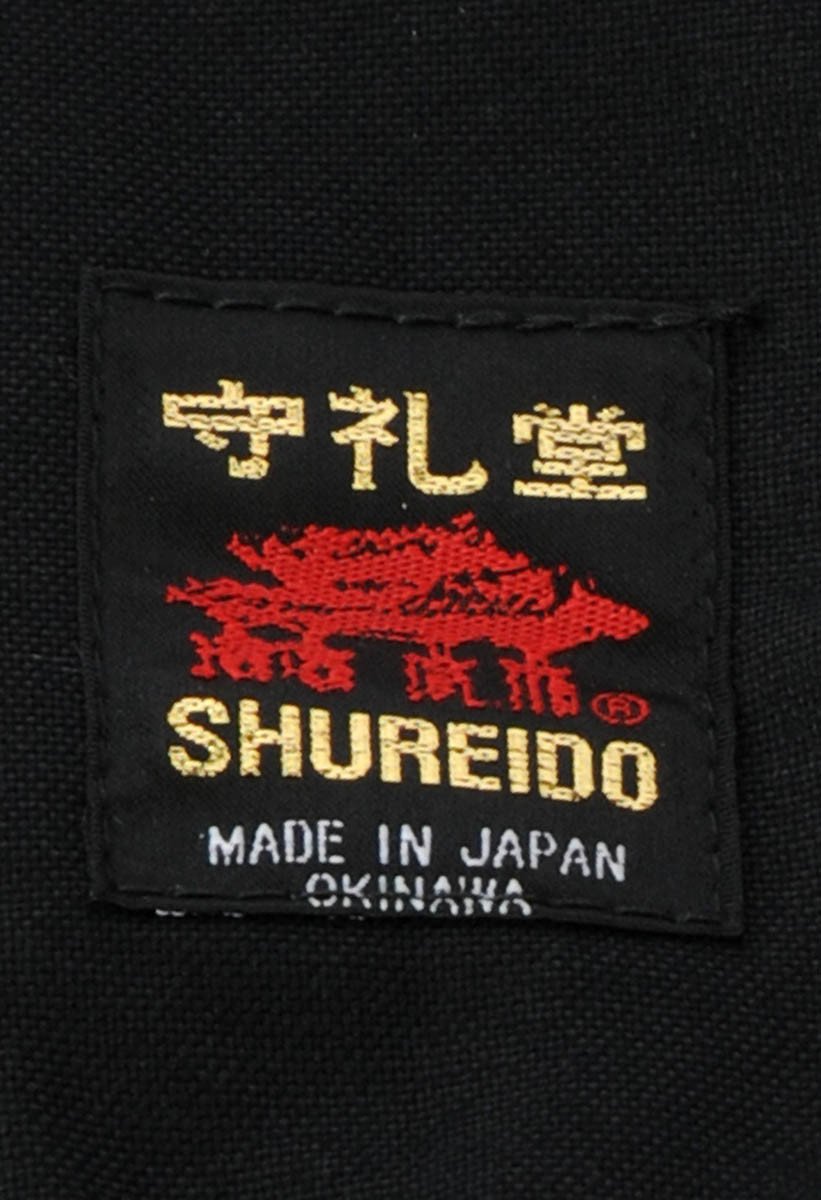 守礼堂
®
SHUREIDO
MADE IN JAPAN
OKINAWA